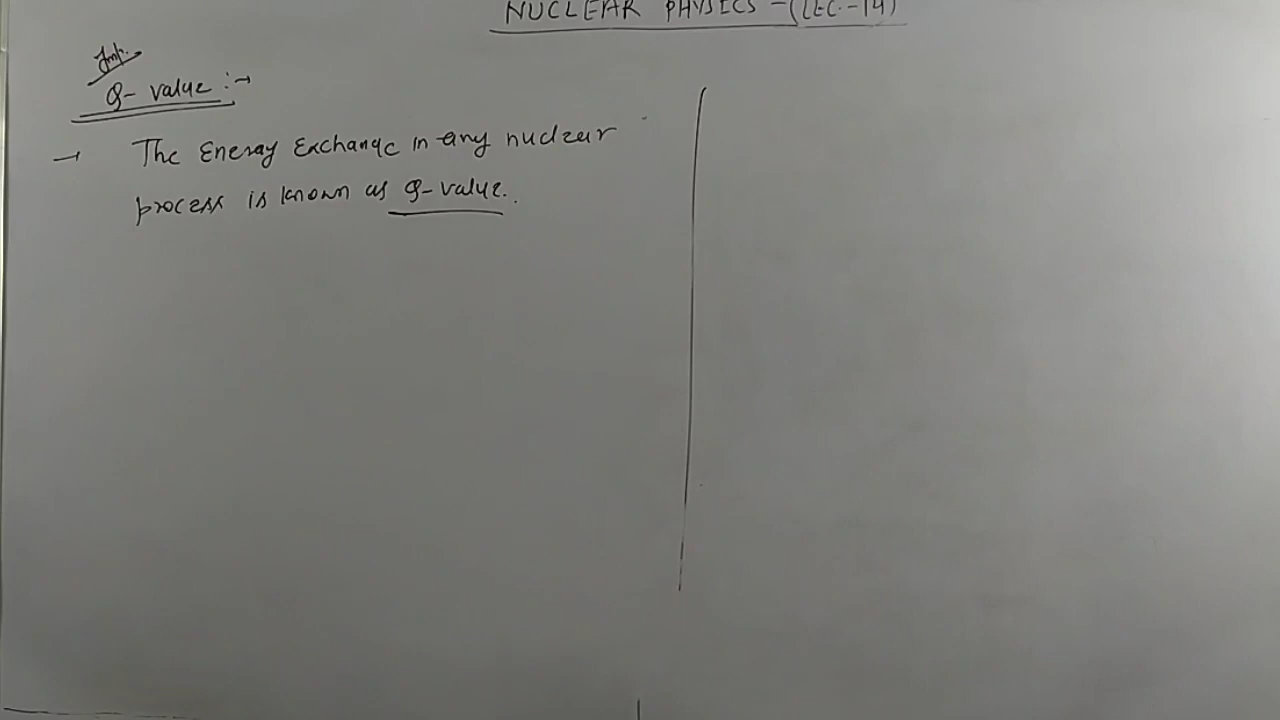 NUCLEAR PHYSICS -(LEC.-14)
Imp.
Q- value :→
→ The Energy Exchange in any nuclear
process is known as Q-value.